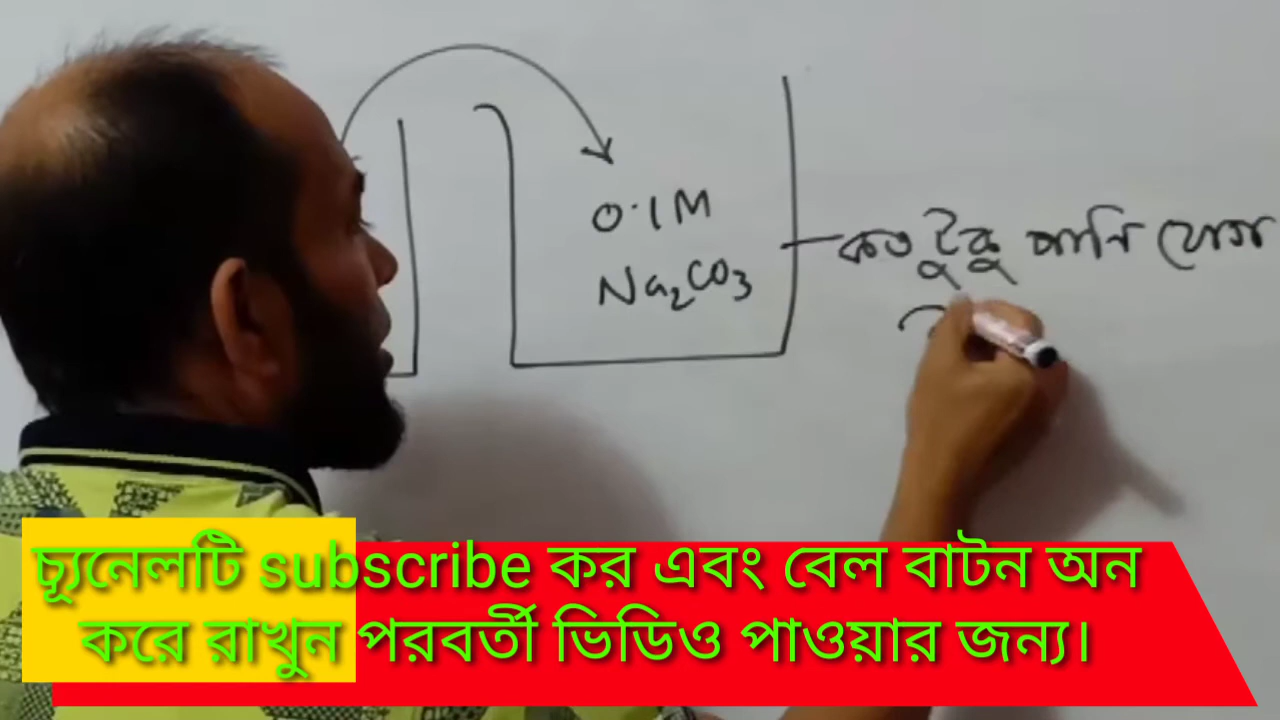 0.1M
Na₂CO₃
কতটুকু পানি যোগ
চ্যূনেলটি subscribe কর এবং বেল বাটন অন
করে রাখুন পরবর্তী ভিডিও পাওয়ার জন্য।